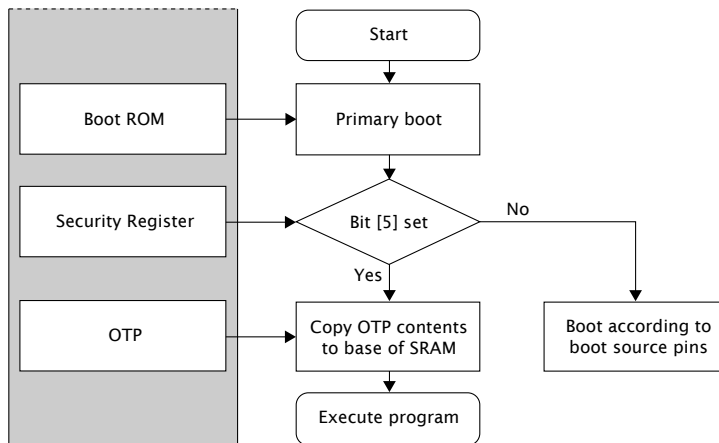 Start
Boot ROM
Primary boot
Security Register
Bit [5] set
No
Yes
OTP
Copy OTP contents
to base of SRAM
Boot according to
boot source pins
Execute program